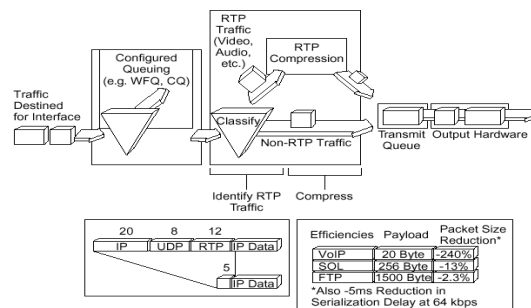 RTP
Traffic
(Video,
Audio,
etc.)
RTP
Compression
Configured
Queuing
(e.g. WFQ, CQ)
Traffic
Destined
for Interface
Classify
Non-RTP Traffic
Transmit
Queue
Output Hardware
Identify RTP
Traffic
Compress
20 8 12
IP UDP RTP IP Data
5
IP Data
Efficiencies Payload Packet Size
Reduction*
VoIP 20 Byte -240%
SQL 256 Byte -13%
FTP 1500 Byte -2.3%
*Also -5ms Reduction in
Serialization Delay at 64 kbps